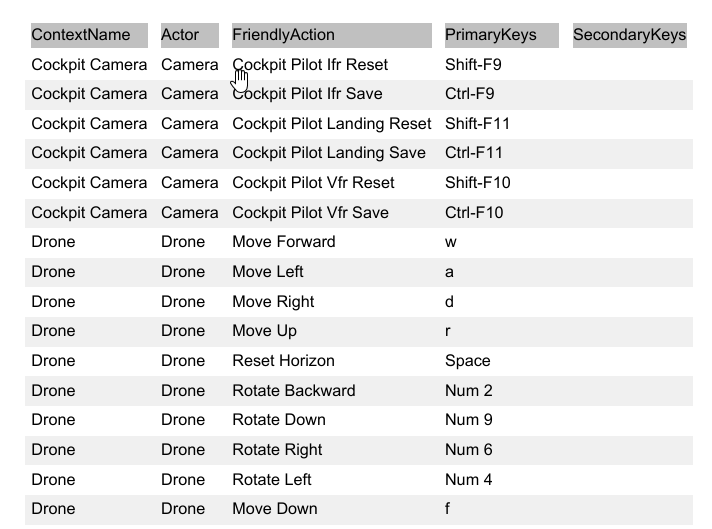 ContextName Actor FriendlyAction PrimaryKeys SecondaryKeys
Cockpit Camera Camera Cockpit Pilot Ifr Reset Shift-F9
Cockpit Camera Camera Cockpit Pilot Ifr Save Ctrl-F9
Cockpit Camera Camera Cockpit Pilot Landing Reset Shift-F11
Cockpit Camera Camera Cockpit Pilot Landing Save Ctrl-F11
Cockpit Camera Camera Cockpit Pilot Vfr Reset Shift-F10
Cockpit Camera Camera Cockpit Pilot Vfr Save Ctrl-F10
Drone Drone Move Forward w
Drone Drone Move Left a
Drone Drone Move Right d
Drone Drone Move Up r
Drone Drone Reset Horizon Space
Drone Drone Rotate Backward Num 2
Drone Drone Rotate Down Num 9
Drone Drone Rotate Right Num 6
Drone Drone Rotate Left Num 4
Drone Drone Move Down f